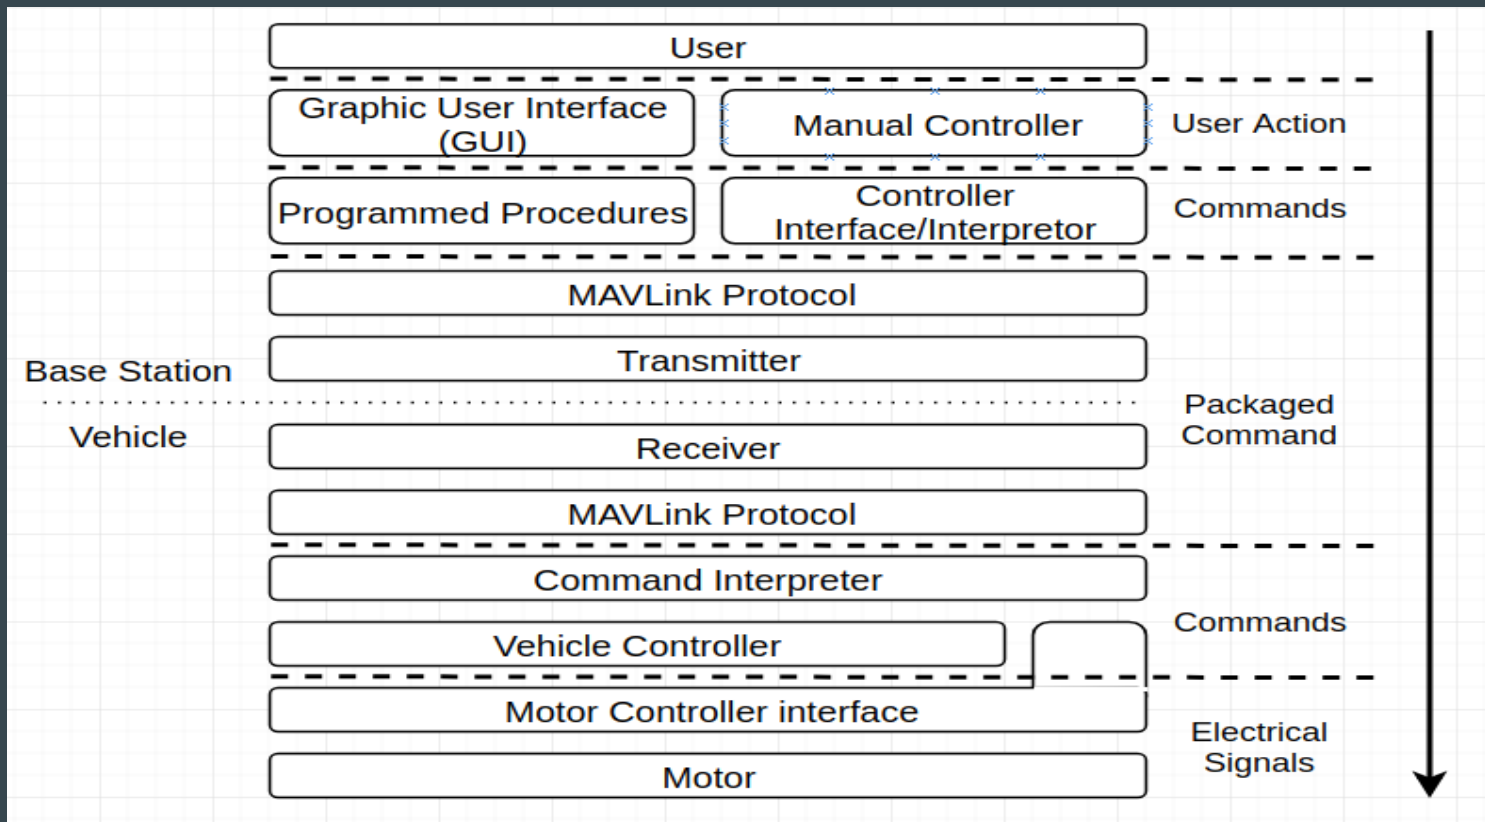 User
Graphic User Interface
(GUI)
Manual Controller
User Action
Programmed Procedures
Controller
Interface/Interpretor
Commands
MAVLink Protocol
Transmitter
Base Station
Packaged
Command
Vehicle
Receiver
MAVLink Protocol
Command Interpreter
Commands
Vehicle Controller
Motor Controller interface
Electrical
Signals
Motor